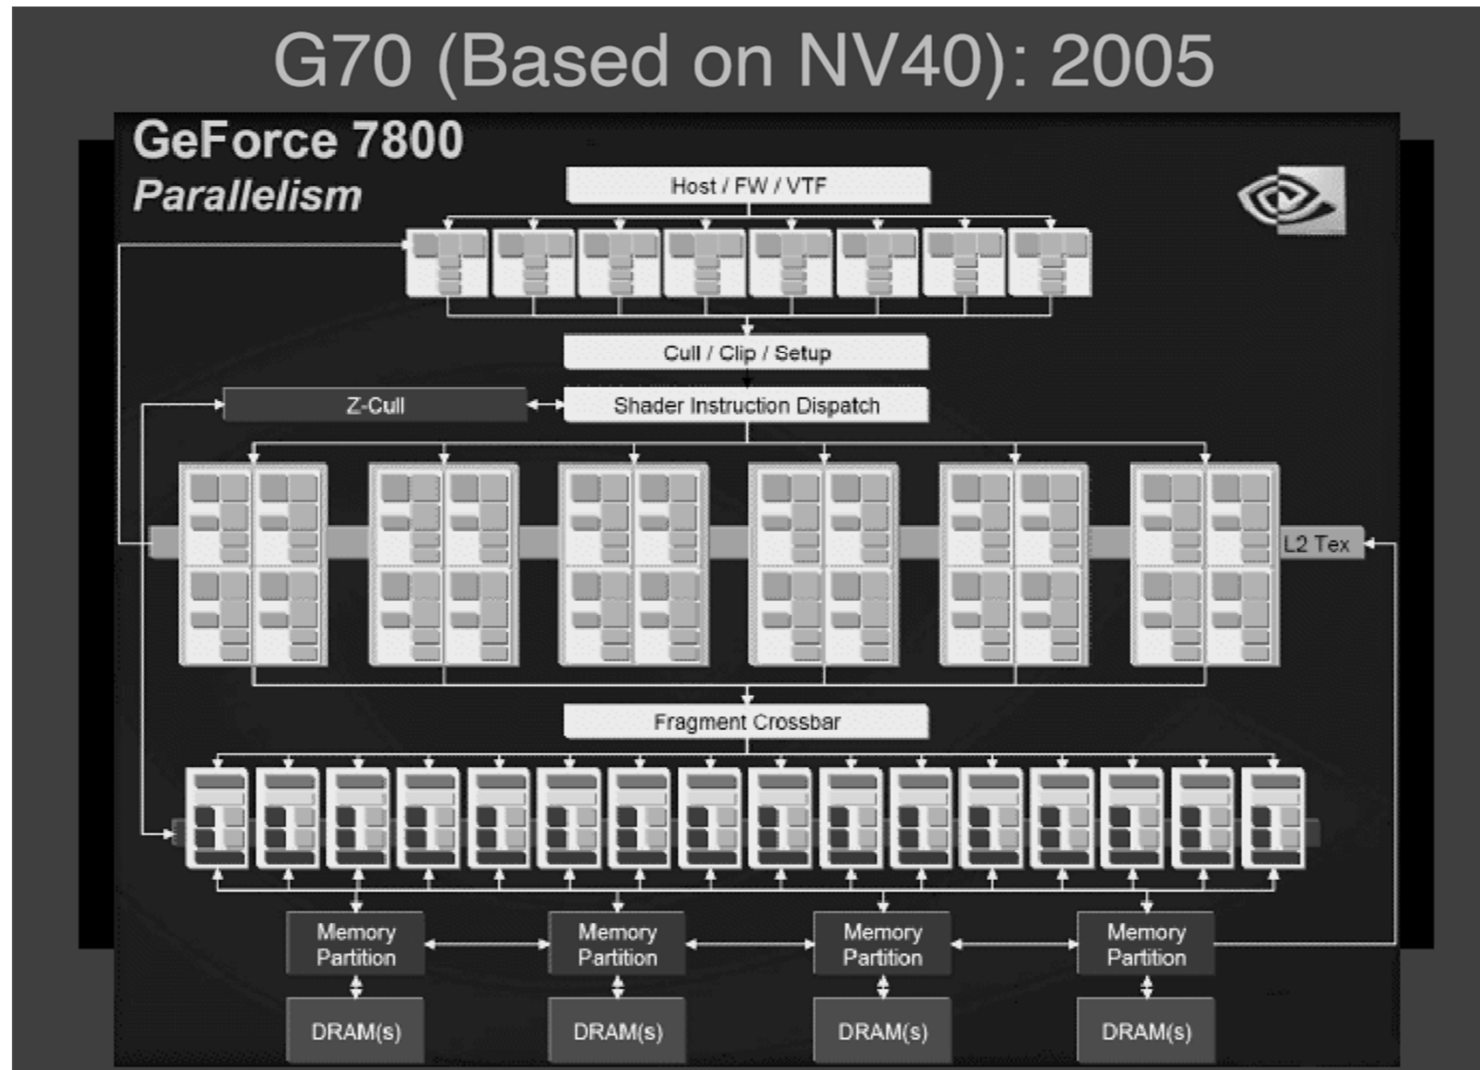 G70 (Based on NV40): 2005
GeForce 7800
Parallelism
Host / FW / VTF
Cull / Clip / Setup
Z-Cull
Shader Instruction Dispatch
L2 Tex
Fragment Crossbar
Memory
Partition
Memory
Partition
Memory
Partition
Memory
Partition
DRAM(s)
DRAM(s)
DRAM(s)
DRAM(s)